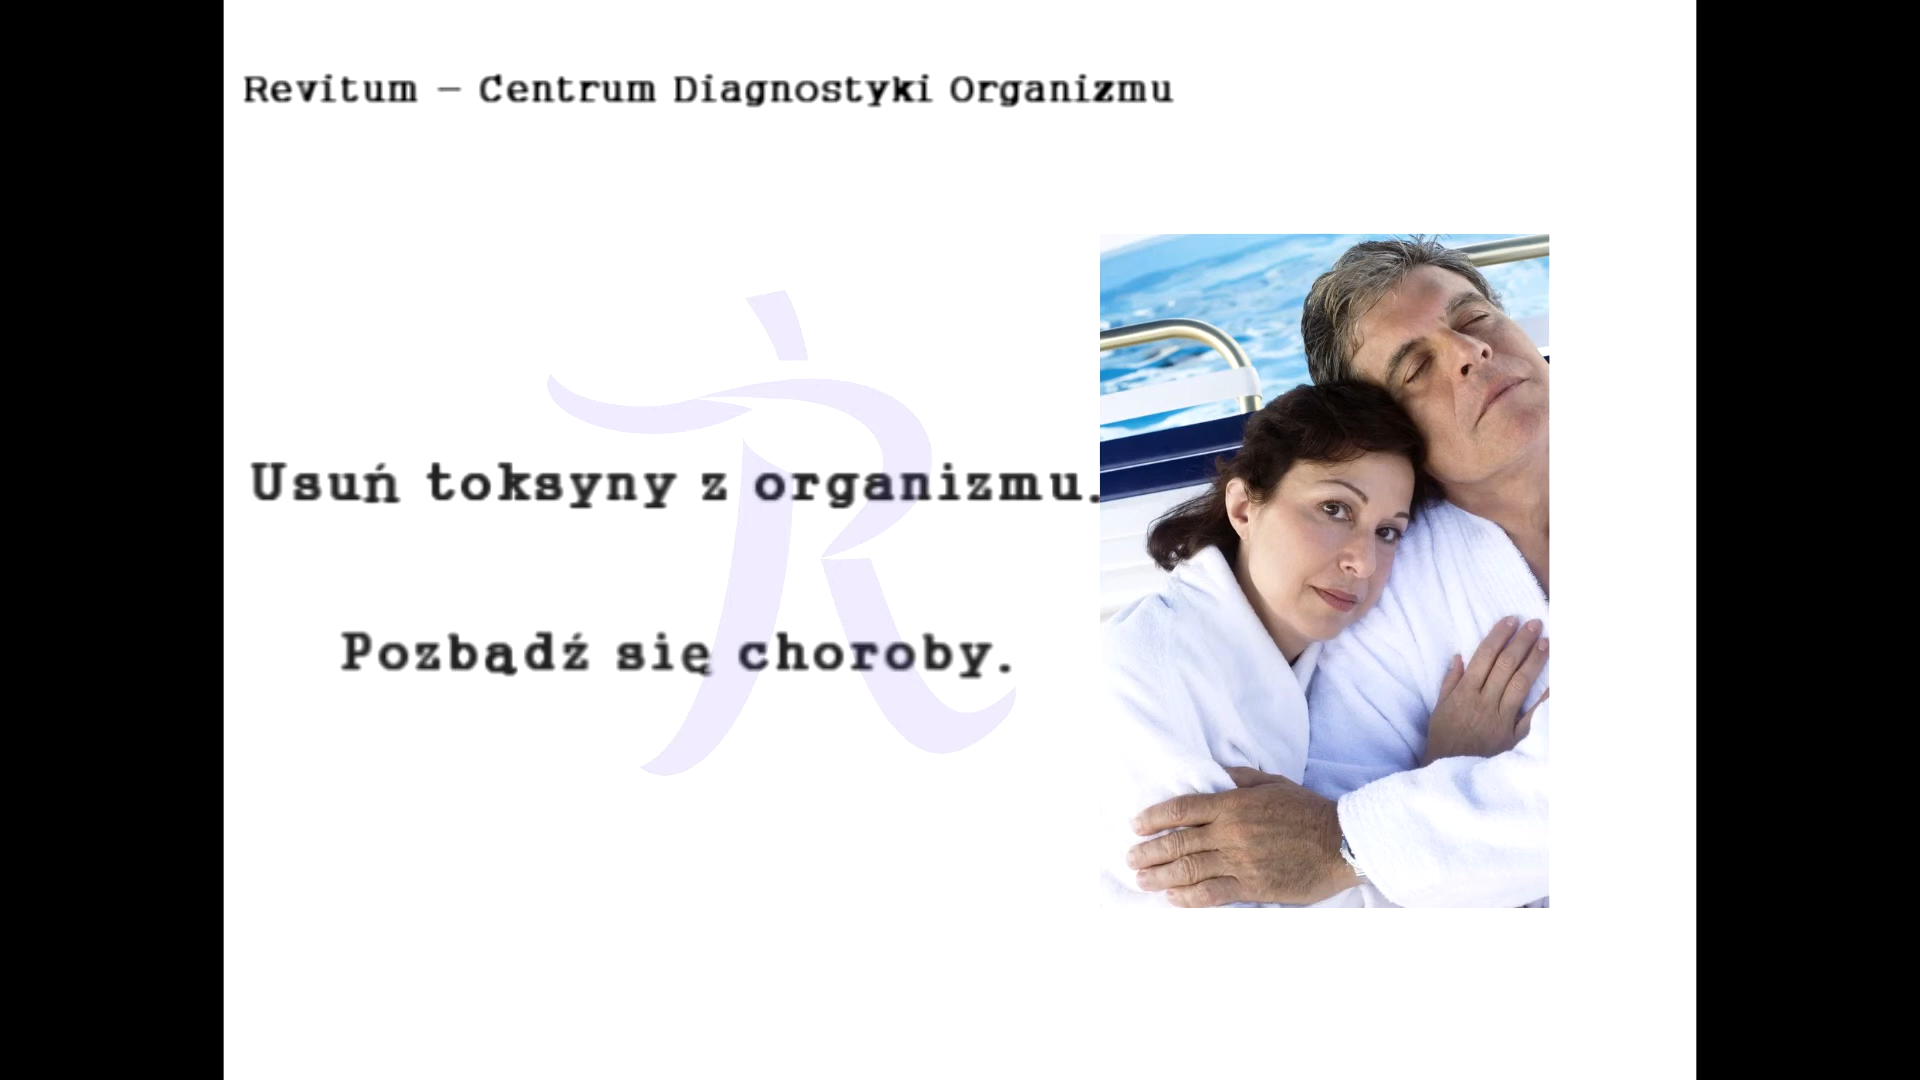 Revitum – Centrum Diagnostyki Organizmu
Usuń toksyny z organizmu.
Pozbądź się choroby.